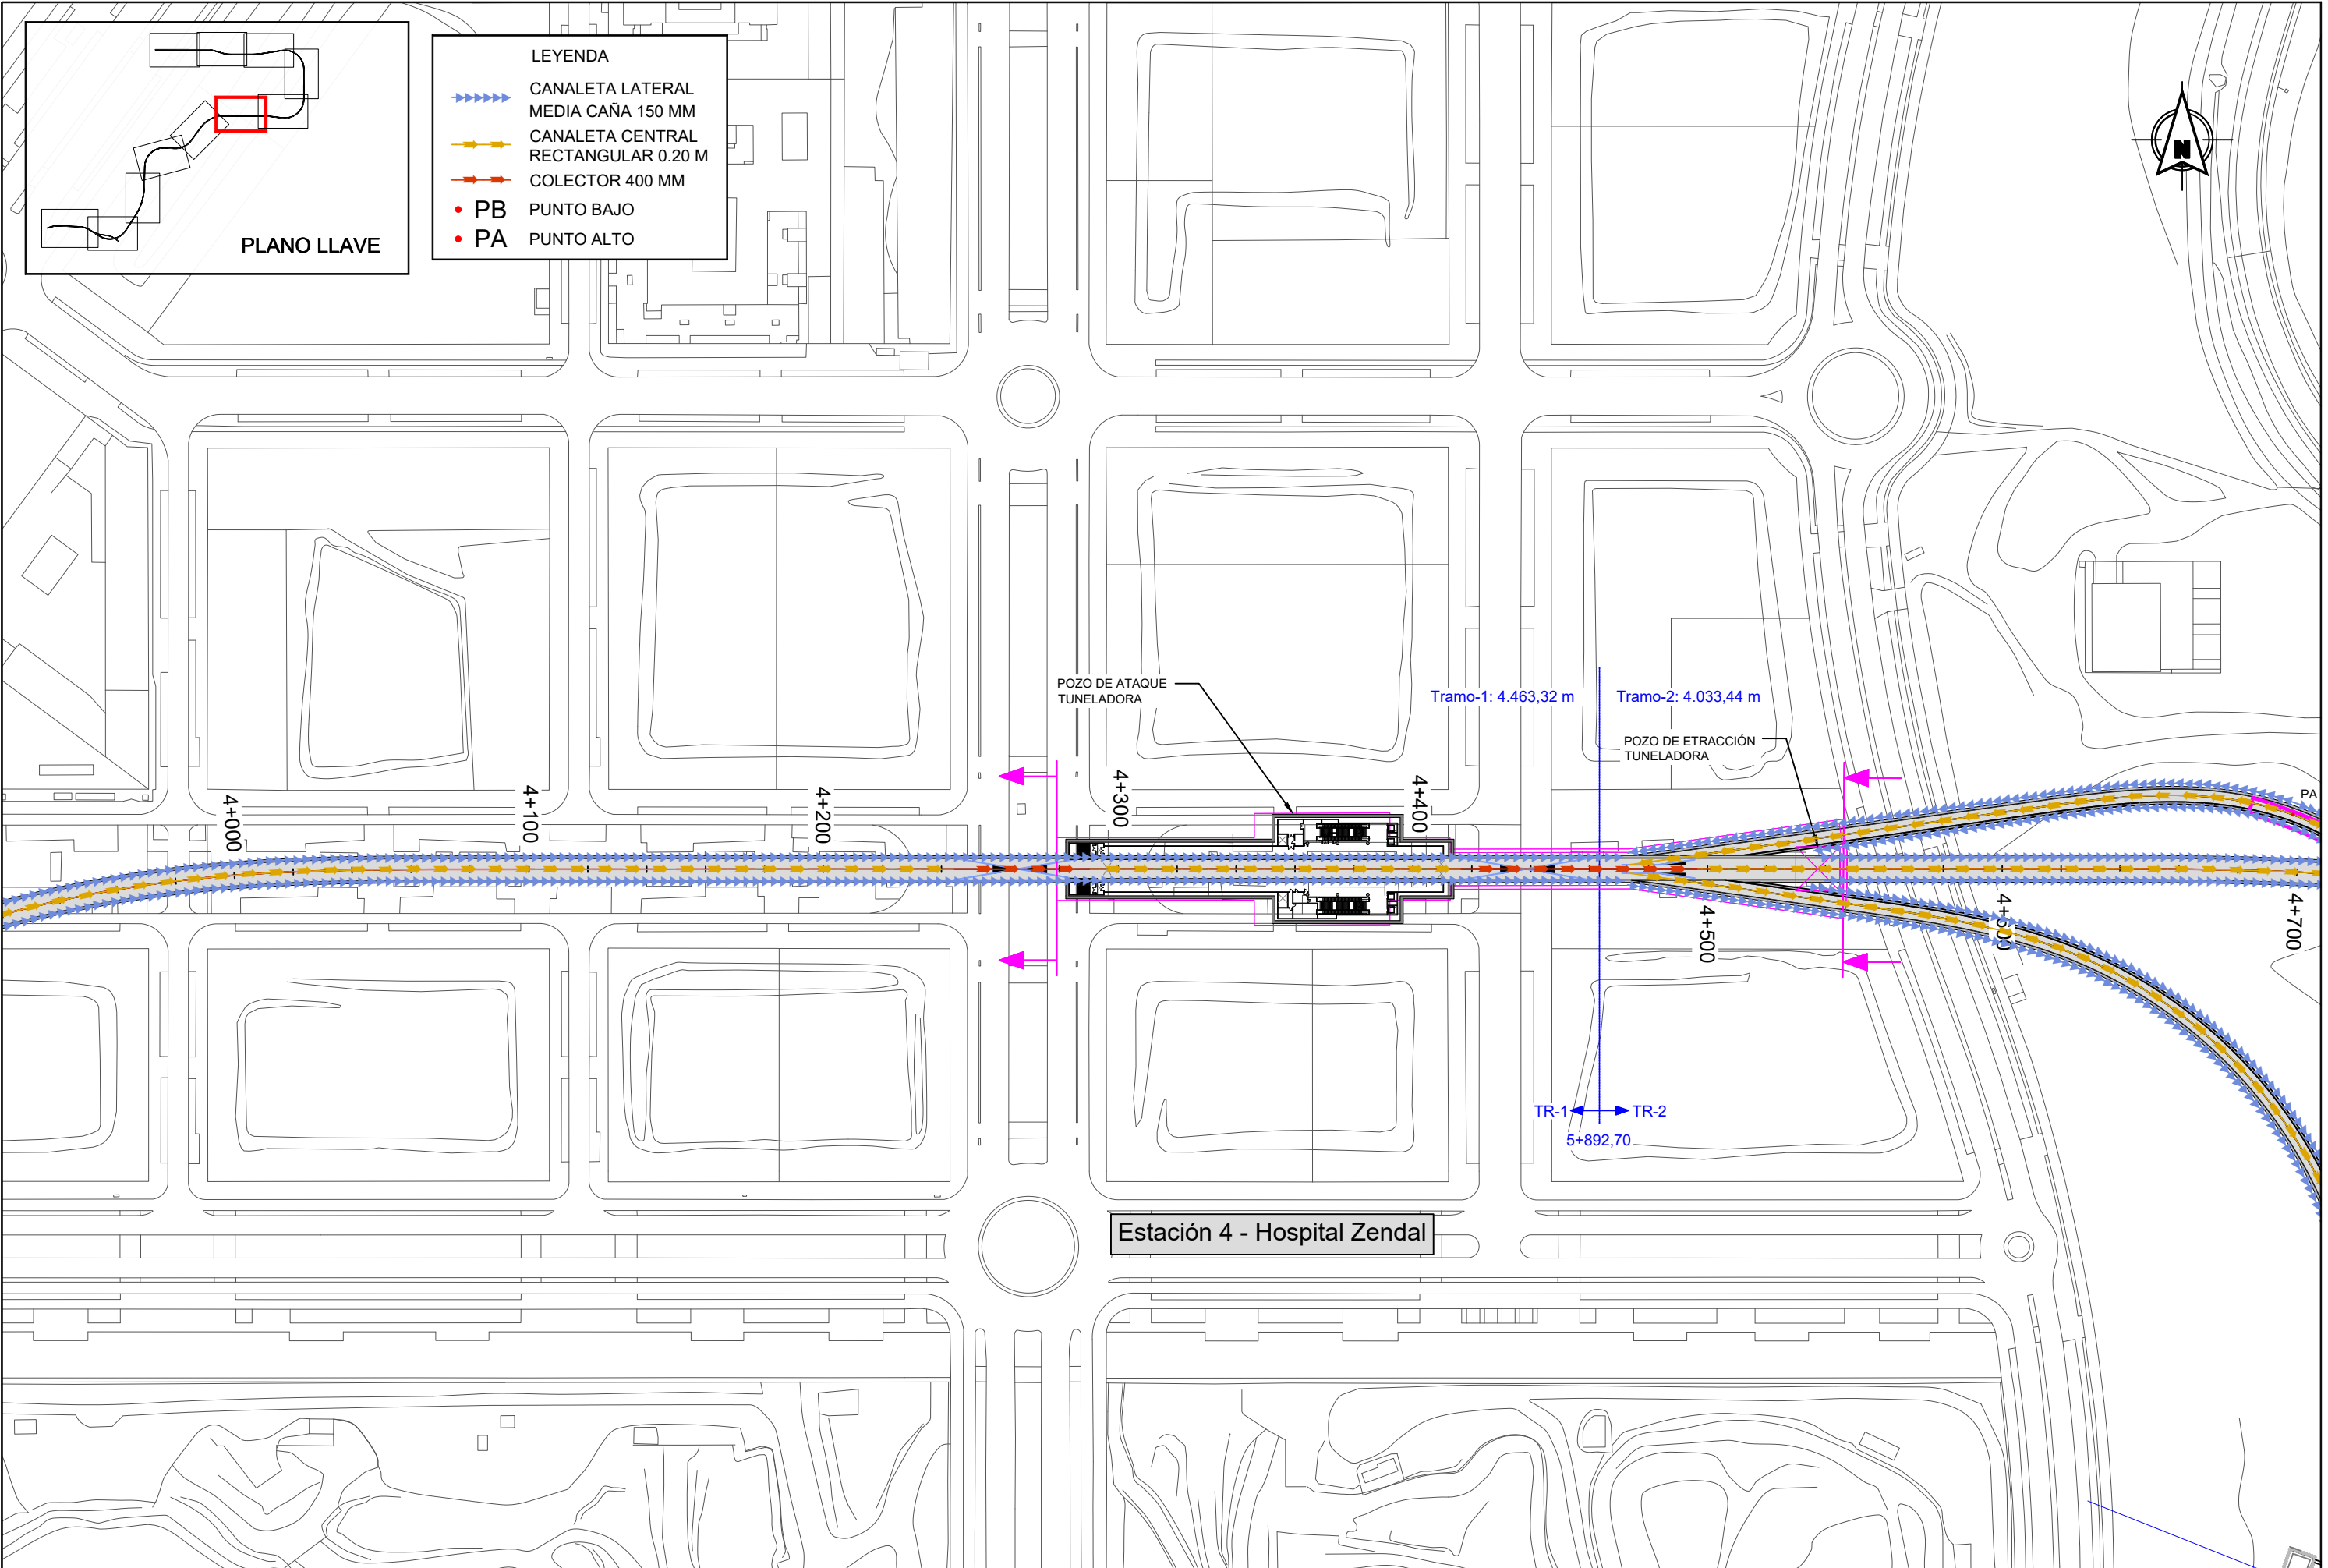 PLANO LLAVE
LEYENDA
CANALETA LATERAL
MEDIA CAÑA 150 MM
CANALETA CENTRAL
RECTANGULAR 0.20 M
COLECTOR 400 MM
PB PUNTO BAJO
PA PUNTO ALTO
N
POZO DE ATAQUE
TUNELADORA
Tramo-1: 4.463,32 m
Tramo-2: 4.033,44 m
POZO DE ETRACCIÓN
TUNELADORA
PA
4+000
4+100
4+200
4+300
4+400
4+500
4+600
4+700
TR-1
TR-2
5+892,70
Estación 4 - Hospital Zendal